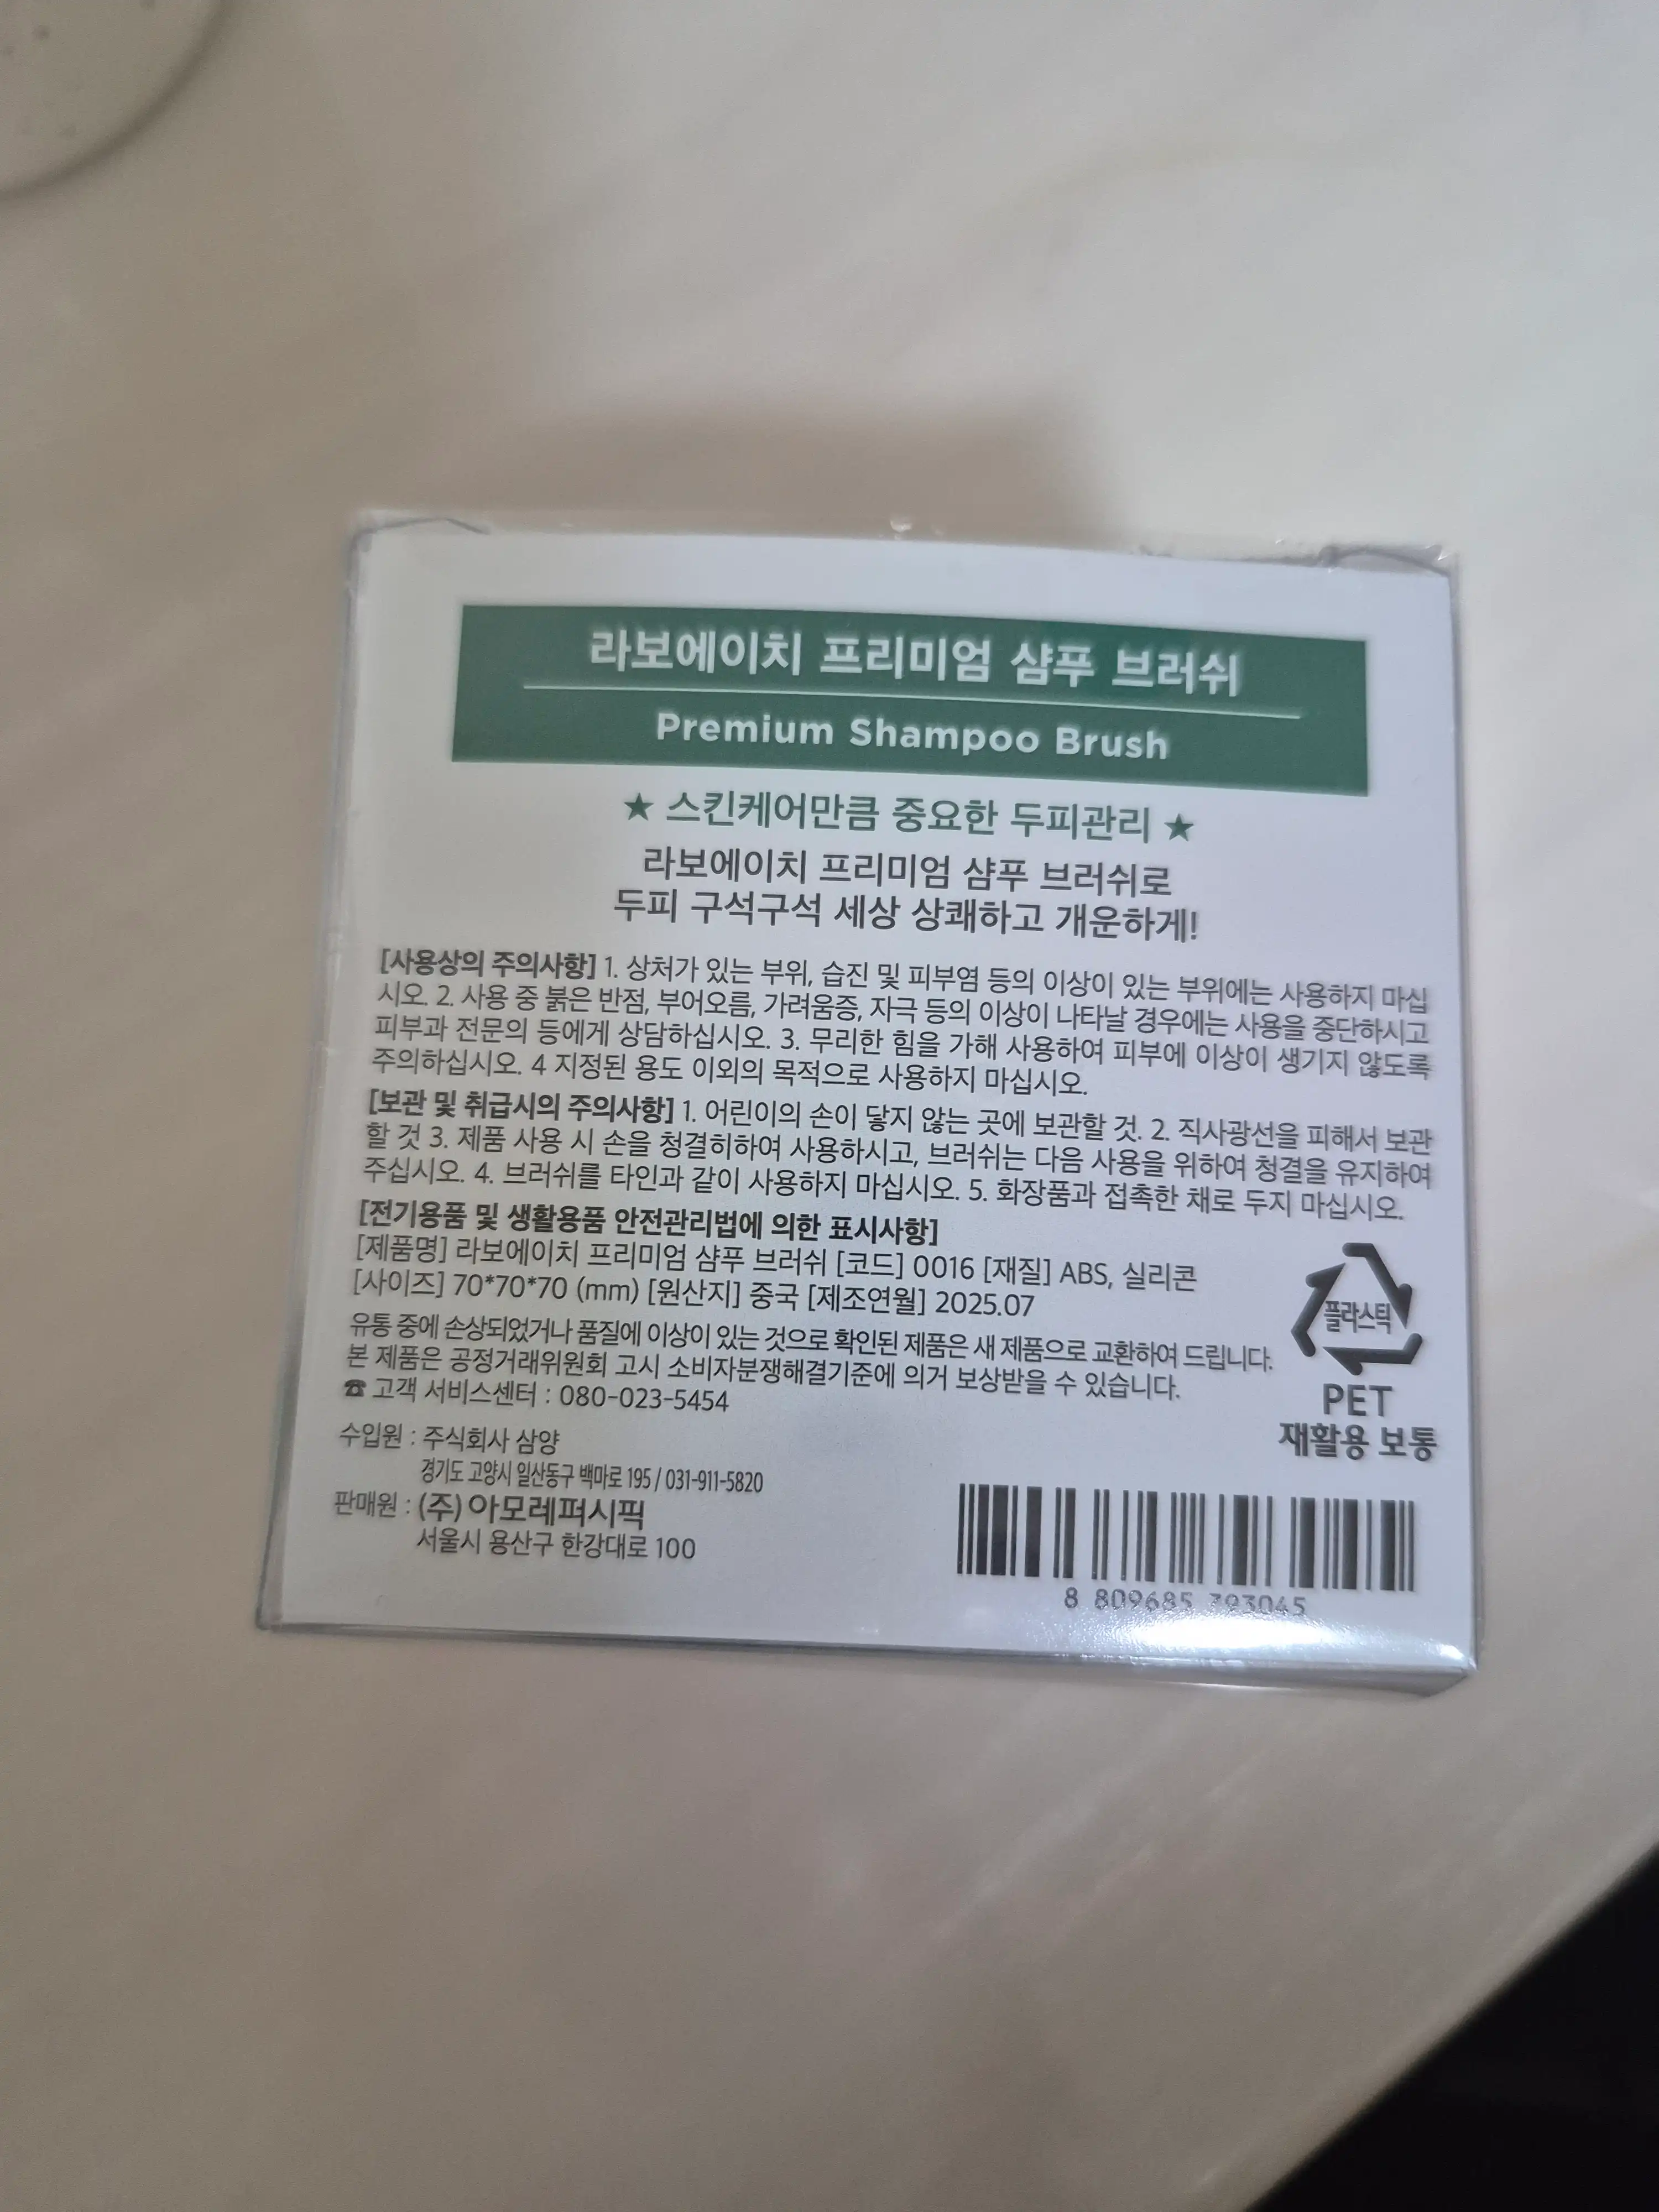 라보에이치 프리미엄 샴푸 브러쉬
Premium Shampoo Brush
★ 스킨케어만큼 중요한 두피관리 ★
라보에이치 프리미엄 샴푸 브러쉬로
두피 구석구석 세상 상쾌하고 개운하게!
[사용상의 주의사항] 1. 상처가 있는 부위, 습진 및 피부염 등의 이상이 있는 부위에는 사용하지 마십
시오. 2. 사용 중 붉은 반점, 부어오름, 가려움증, 자극 등의 이상이 나타날 경우에는 사용을 중단하시고
피부과 전문의 등에게 상담하십시오. 3. 무리한 힘을 가해 사용하여 피부에 이상이 생기지 않도록
주의하십시오. 4 지정된 용도 이외의 목적으로 사용하지 마십시오.
[보관 및 취급시의 주의사항] 1. 어린이의 손이 닿지 않는 곳에 보관할 것. 2. 직사광선을 피해서 보관
할 것 3. 제품 사용 시 손을 청결히하여 사용하시고, 브러쉬는 다음 사용을 위하여 청결을 유지하여
주십시오. 4. 브러쉬를 타인과 같이 사용하지 마십시오. 5. 화장품과 접촉한 채로 두지 마십시오.
[전기용품 및 생활용품 안전관리법에 의한 표시사항]
[제품명] 라보에이치 프리미엄 샴푸 브러쉬 [코드] 0016 [재질] ABS, 실리콘
[사이즈] 70*70*70 (mm) [원산지] 중국 [제조연월] 2025.07
유통 중에 손상되었거나 품질에 이상이 있는 것으로 확인된 제품은 새 제품으로 교환하여 드립니다.
본 제품은 공정거래위원회 고시 소비자분쟁해결기준에 의거 보상받을 수 있습니다.
☎ 고객 서비스센터 : 080-023-5454
플라스틱
PET
재활용 보통
수입원 : 주식회사 삼양
경기도 고양시 일산동구 백마로 195 / 031-911-5820
판매원 : (주)아모레퍼시픽
서울시 용산구 한강대로 100
8 809685 793045